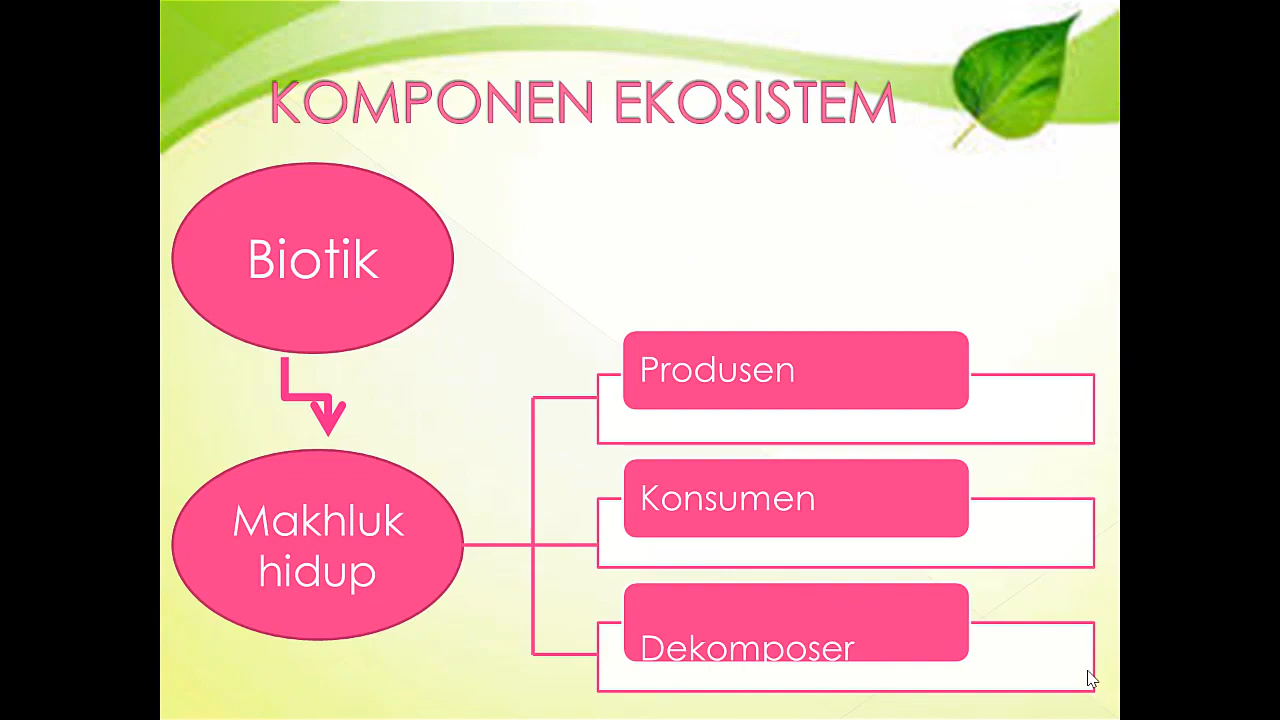 KOMPONEN EKOSISTEM
Biotik
Makhluk
hidup
Produsen
Konsumen
Dekomposer